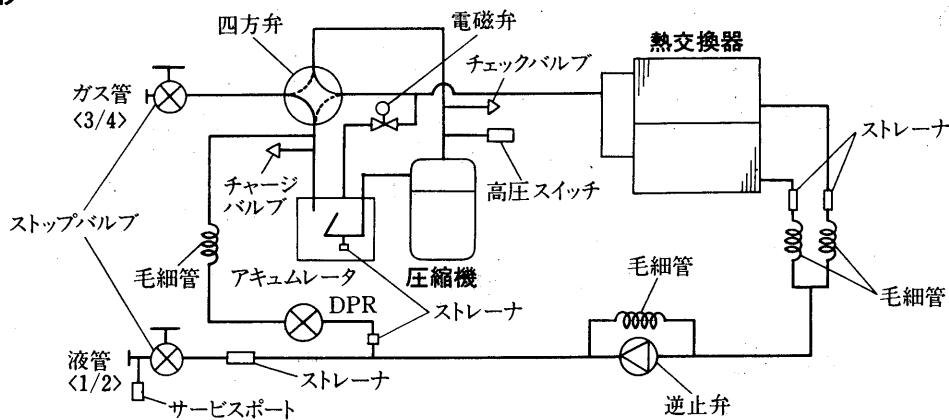 四方弁
電磁弁
熱交換器
チェックバルブ
ガス管
<3/4>
ストレーナ
高圧スイッチ
チャージ
バルブ
ストップバルブ
毛細管
アキュムレータ
圧縮機
毛細管
毛細管
DPR
ストレーナ
液管
<1/2>
ストレーナ
逆止弁
サービスポート